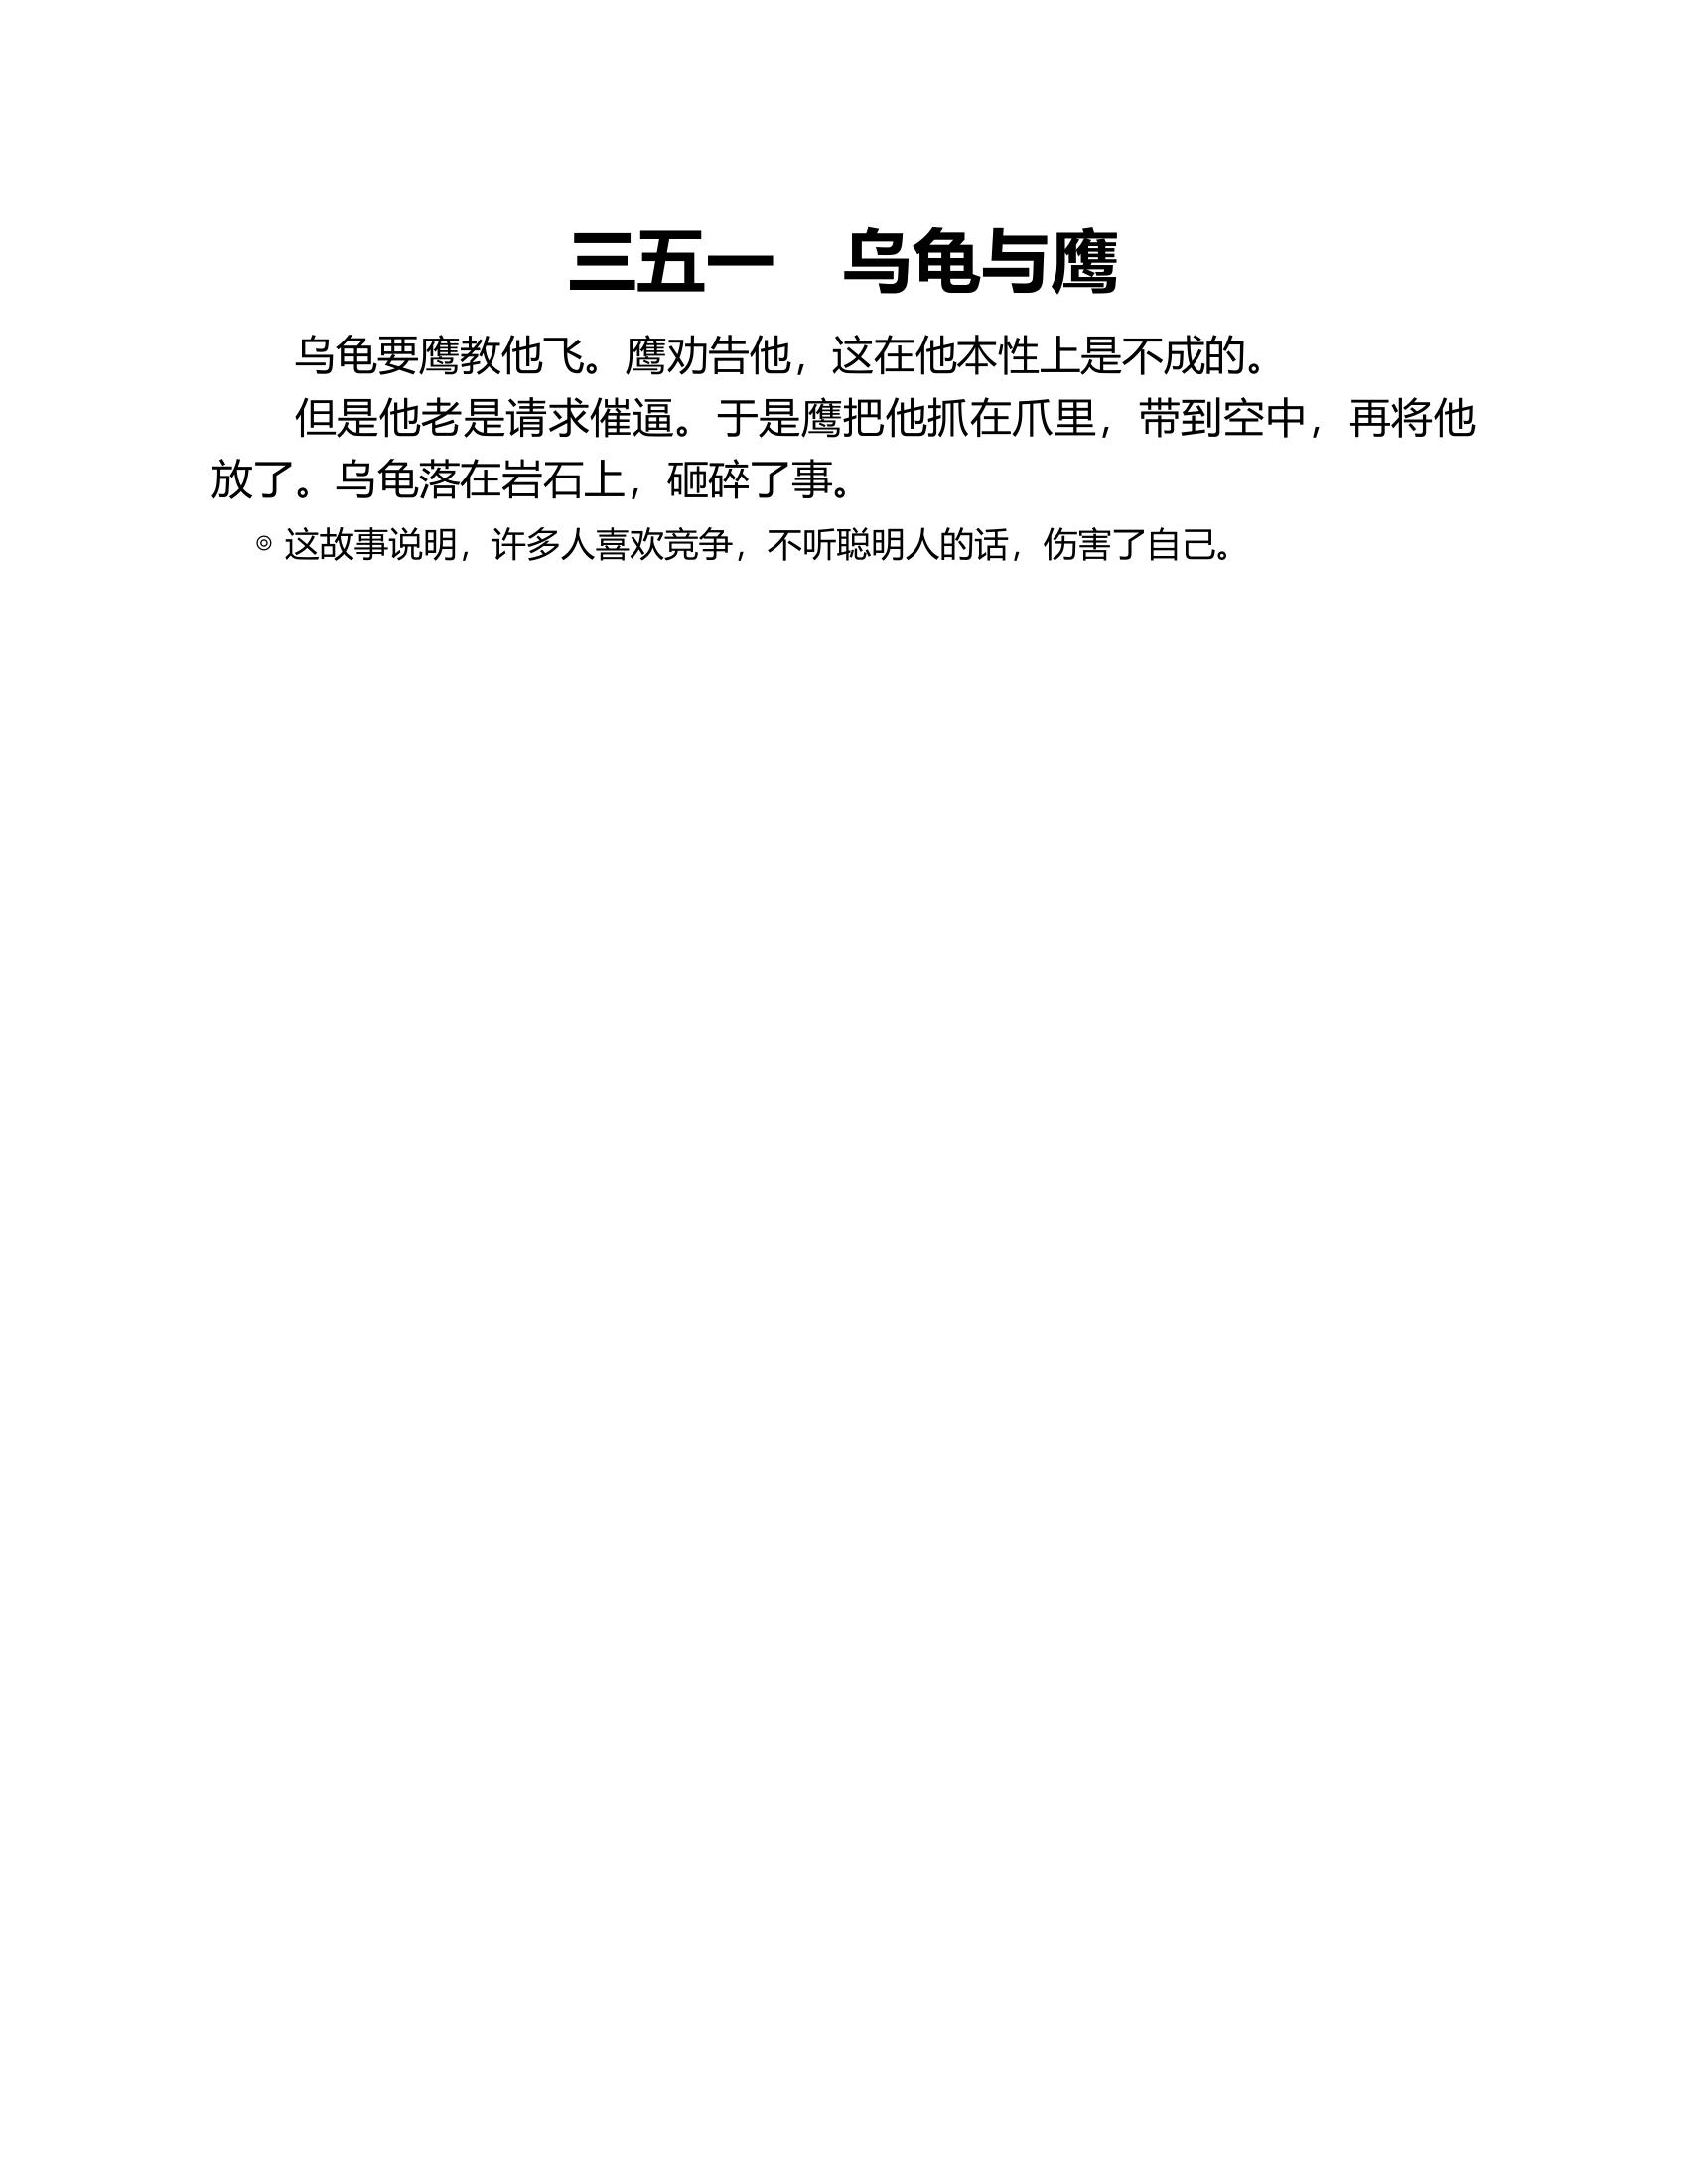 三五一　乌龟与鹰
乌龟要鹰教他飞。鹰劝告他，这在他本性上是不成的。
但是他老是请求催逼。于是鹰把他抓在爪里，带到空中，再将他
放了。乌龟落在岩石上，砸碎了事。
◎ 这故事说明，许多人喜欢竞争，不听聪明人的话，伤害了自己。